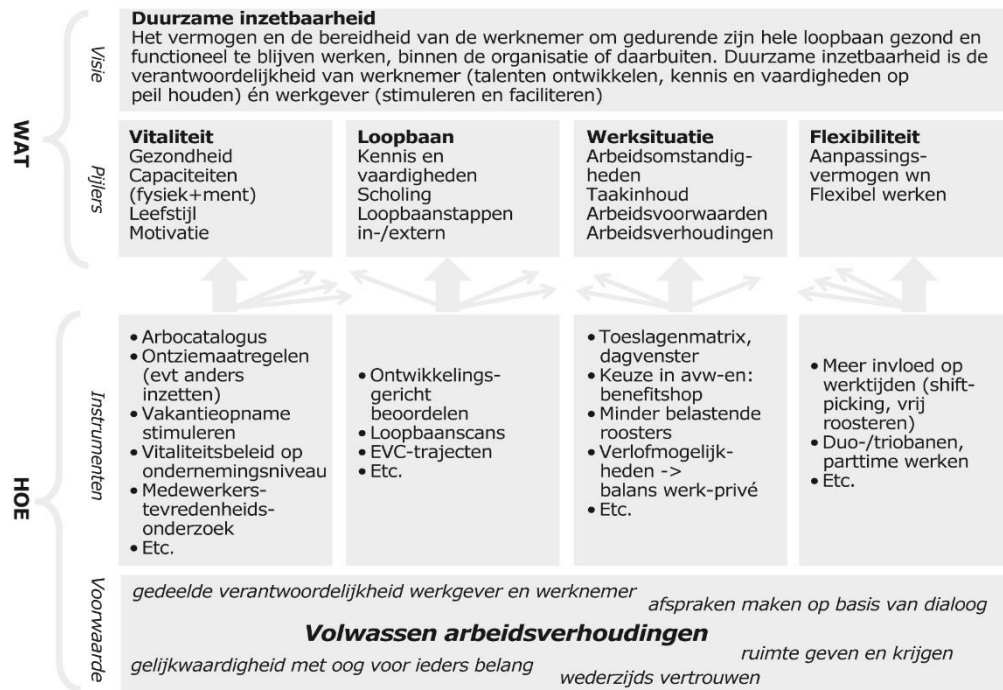 WAT
Visie
Duurzame inzetbaarheid
Het vermogen en de bereidheid van de werknemer om gedurende zijn hele loopbaan gezond en
functioneel te blijven werken, binnen de organisatie of daarbuiten. Duurzame inzetbaarheid is de
verantwoordelijkheid van werknemer (talenten ontwikkelen, kennis en vaardigheden op
peil houden) én werkgever (stimuleren en faciliteren)
Pijlers
Vitaliteit
Gezondheid
Capaciteiten
(fysiek+ment)
Leefstijl
Motivatie
Loopbaan
Kennis en
vaardigheden
Scholing
Loopbaanstappen
in-/extern
Werksituatie
Arbeidsomstandig-
heden
Taakinhoud
Arbeidsvoorwaarden
Arbeidsverhoudingen
Flexibiliteit
Aanpassings-
vermogen wn
Flexibel werken
HOE
Instrumenten
• Arbocatalogus
• Ontziemaatregelen
(evt anders
inzetten)
• Vakantieopname
stimuleren
• Vitaliteitsbeleid op
ondernemingsniveau
• Medewerkers-
tevredenheids-
onderzoek
• Etc.
• Ontwikkelings-
gericht
beoordelen
• Loopbaanscans
• EVC-trajecten
• Etc.
• Toeslagenmatrix,
dagvenster
• Keuze in avw-en:
benefitshop
• Minder belastende
roosters
• Verlofmogelijk-
heden ->
balans werk-privé
• Etc.
• Meer invloed op
werktijden (shift-
picking, vrij
roosteren)
• Duo-/triobanen,
parttime werken
• Etc.
Voorwaarde
gedeelde verantwoordelijkheid werkgever en werknemer
afspraken maken op basis van dialoog
Volwassen arbeidsverhoudingen
ruimte geven en krijgen
gelijkwaardigheid met oog voor ieders belang
wederzijds vertrouwen